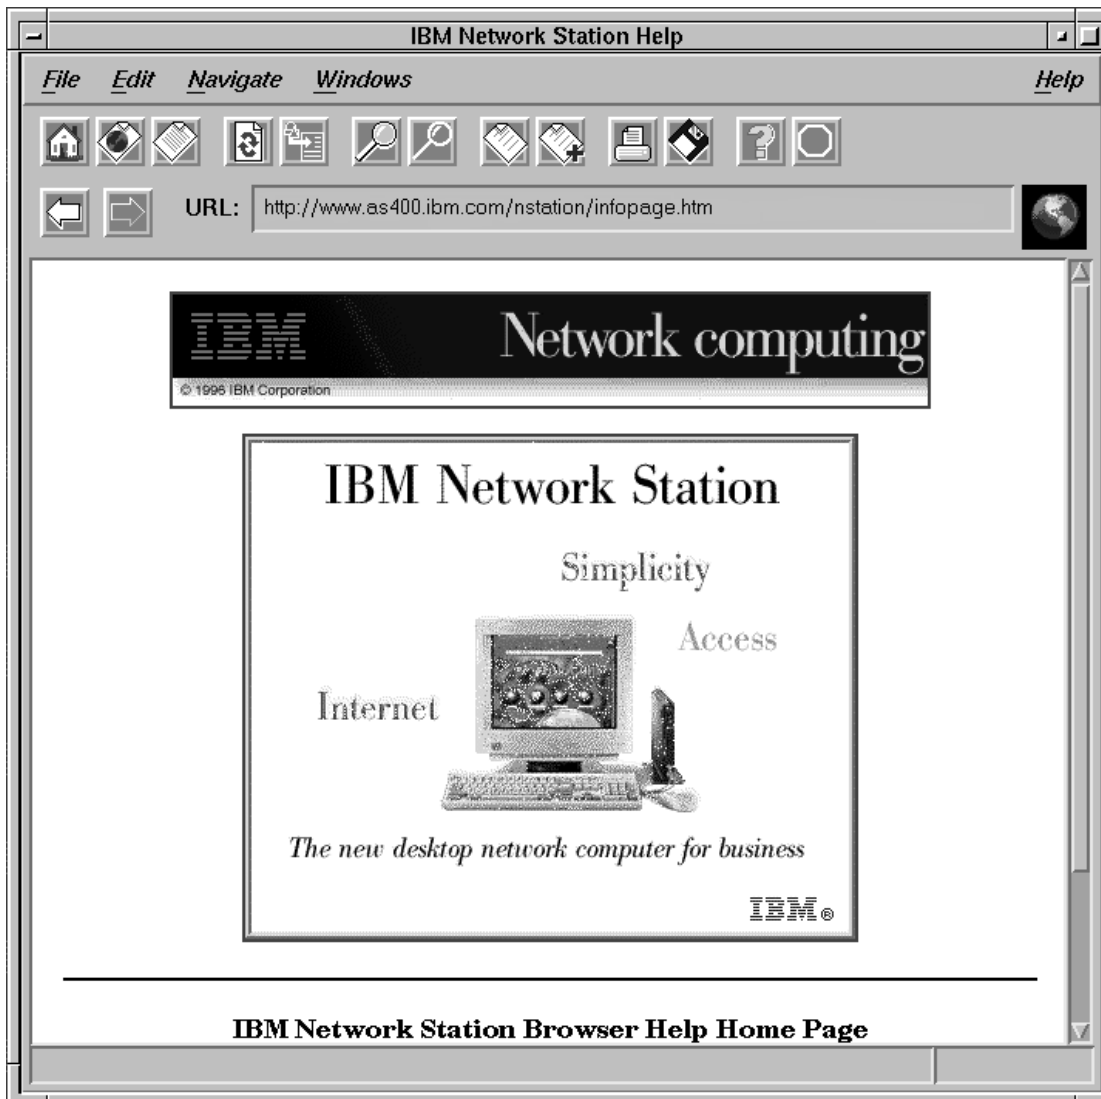 IBM Network Station Help
File Edit Navigate Windows Help
URL: http://www.as400.ibm.com/nstation/infopage.htm
IBM Network computing
© 1996 IBM Corporation
IBM Network Station
Simplicity
Access
Internet
The new desktop network computer for business
IBM®
IBM Network Station Browser Help Home Page